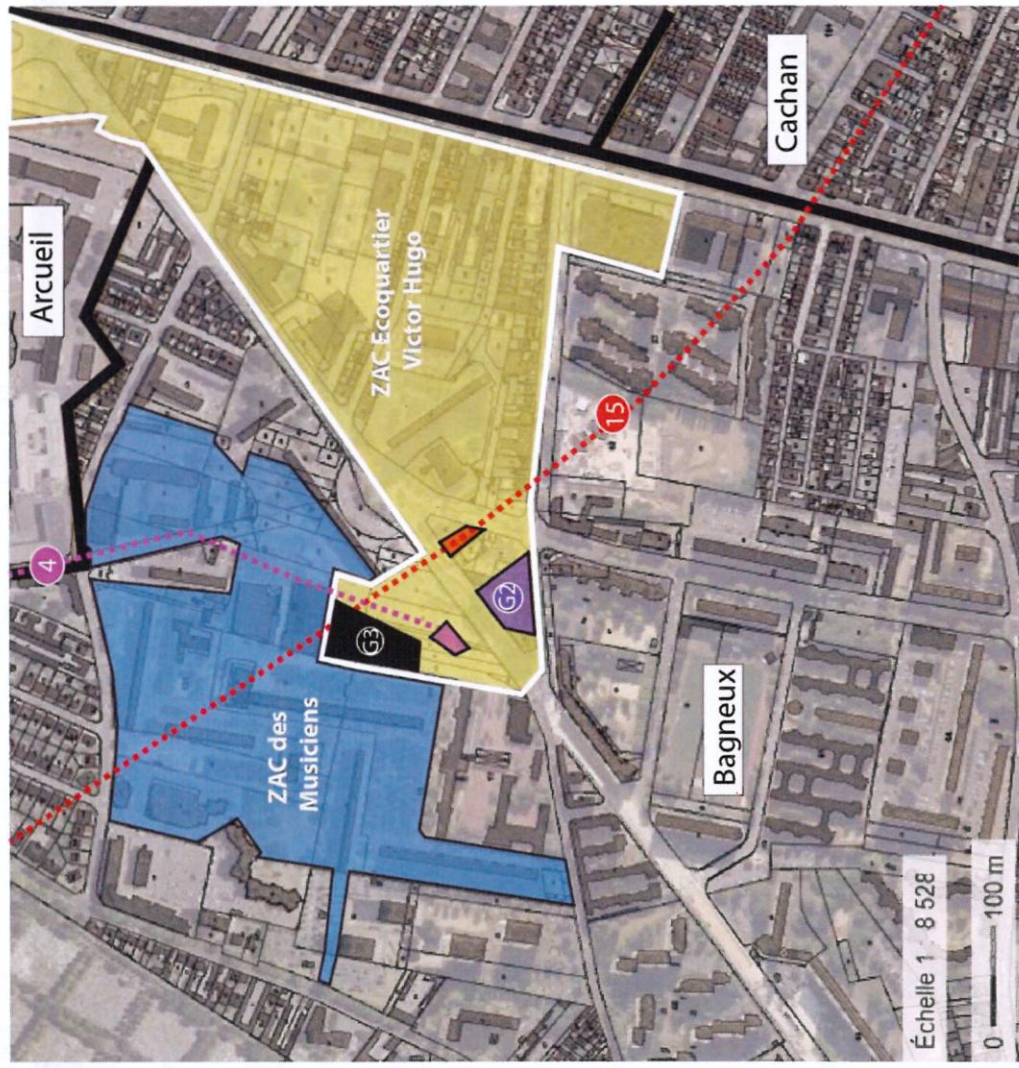 Arcueil
Cachan
4
ZAC Ecoquartier
Victor Hugo
15
G3
G2
ZAC des
Musiciens
Bagneux
Échelle 1 8 528
0 100 m